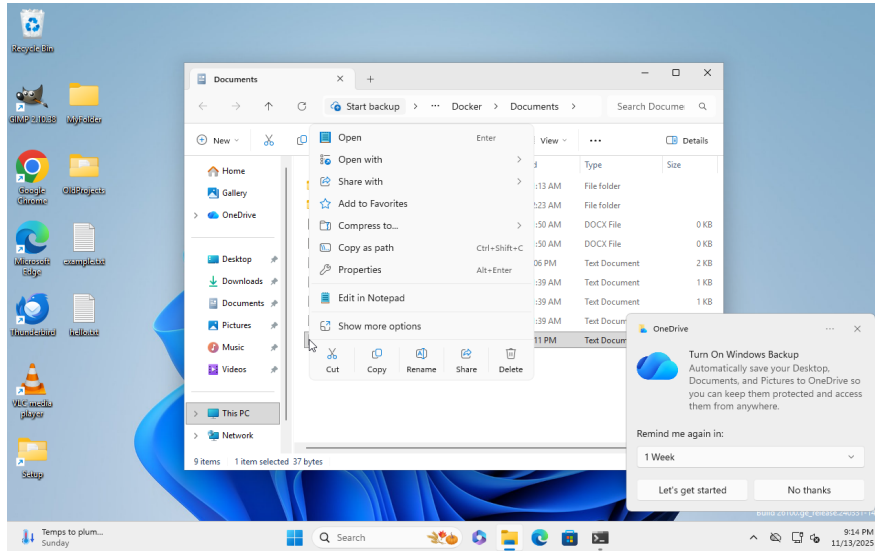 Recycle Bin
GIMP 2.10.38
MyFolder
Google Chrome
OldProjects
Microsoft Edge
example.txt
Thunderbird
hello.txt
VLC media player
Setup
Documents
Start backup
Docker
Documents
Search Docume
New
View
Details
Home
Gallery
OneDrive
Desktop
Downloads
Documents
Pictures
Music
Videos
This PC
Network
Type
Size
:13 AM File folder
:23 AM File folder
:50 AM DOCX File 0 KB
:50 AM DOCX File 0 KB
06 PM Text Document 2 KB
:39 AM Text Document 1 KB
:39 AM Text Document 1 KB
:39 AM Text Docum
11 PM Text Docum
Open Enter
Open with
Share with
Add to Favorites
Compress to...
Copy as path Ctrl+Shift+C
Properties Alt+Enter
Edit in Notepad
Show more options
Cut Copy Rename Share Delete
9 items 1 item selected 37 bytes
OneDrive
Turn On Windows Backup
Automatically save your Desktop,
Documents, and Pictures to OneDrive so
you can keep them protected and access
them from anywhere.
Remind me again in:
1 Week
Let's get started No thanks
Temps to plum...
Sunday
Search
9:14 PM
11/13/2025